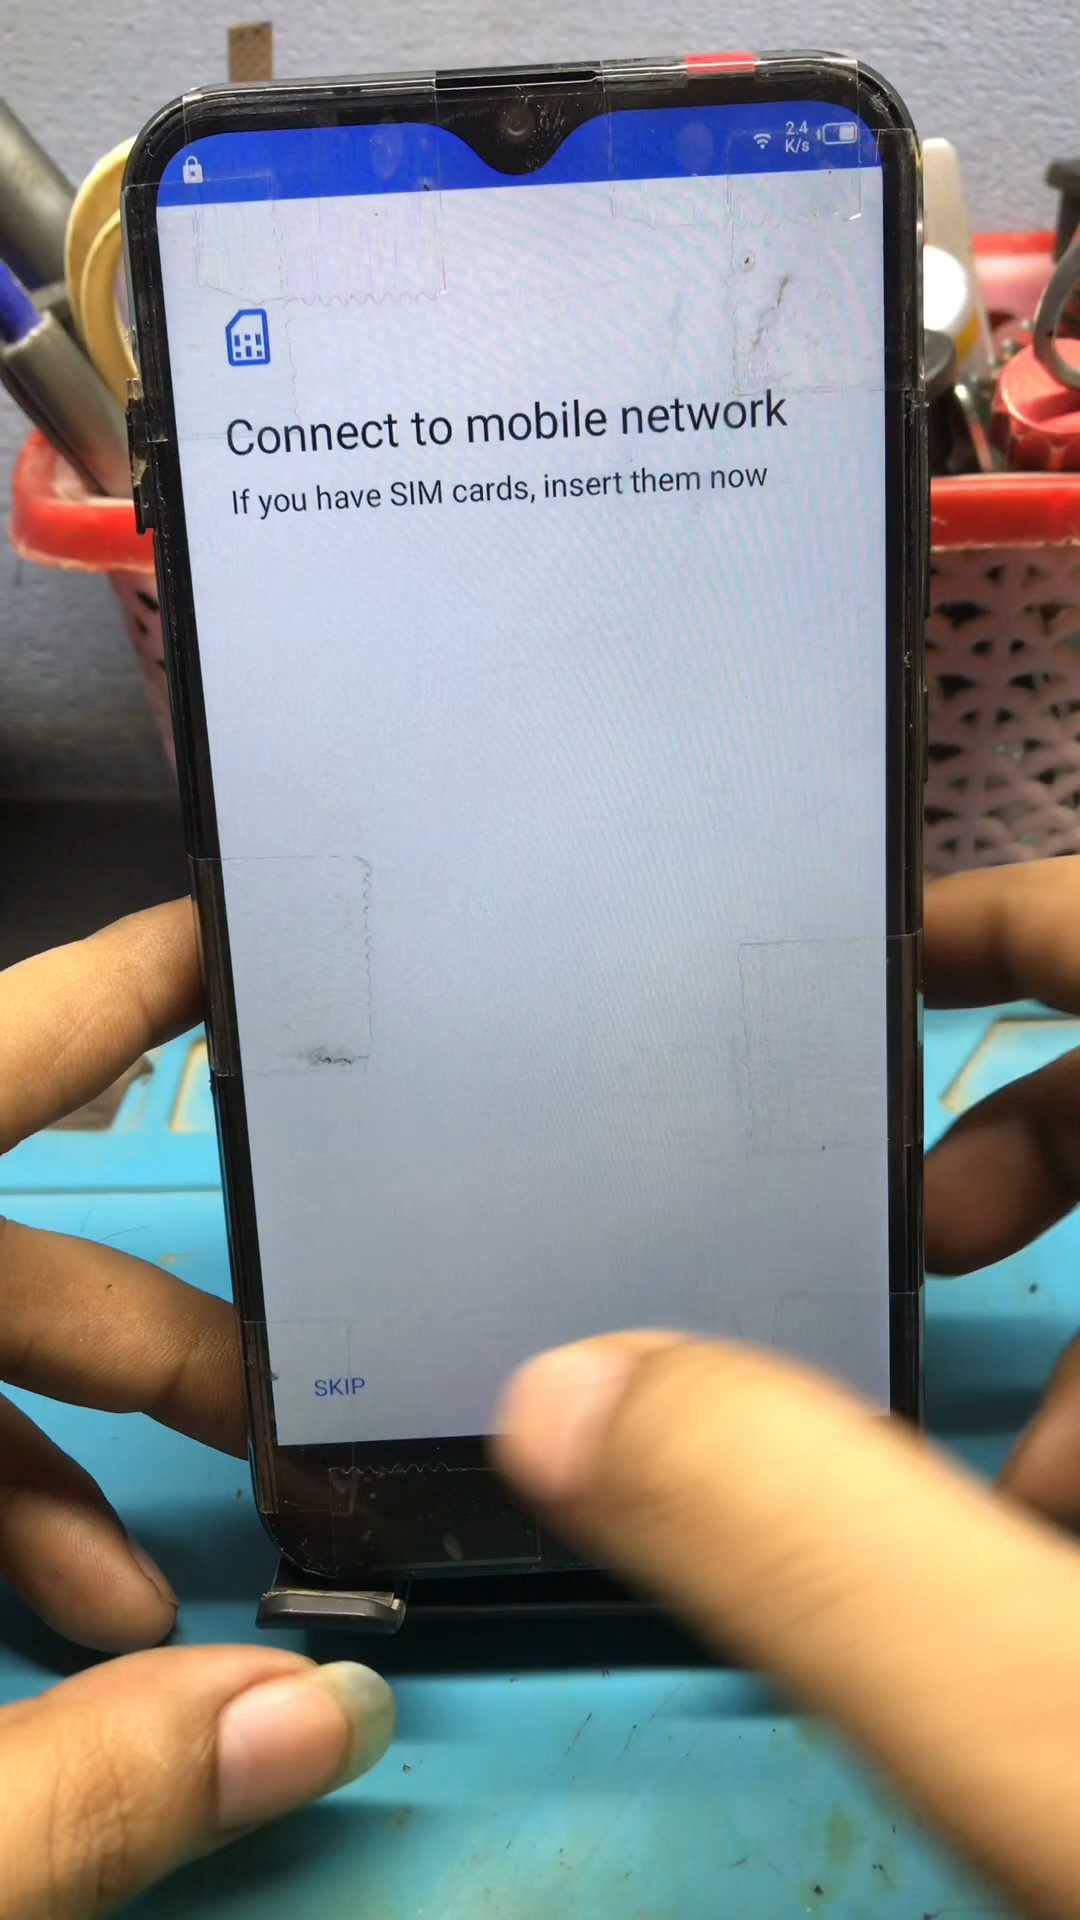 2.4
K/s
Connect to mobile network
If you have SIM cards, insert them now
SKIP